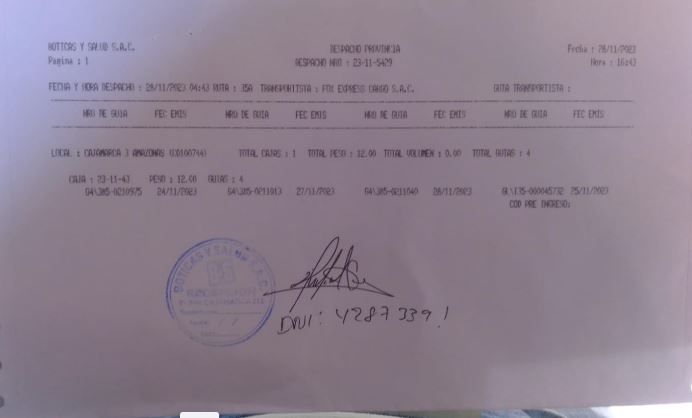 BOTICAS Y SALUD S.A.C. DESPACHO PROVINCIA Fecha : 28/11/2023
Pagina : 1 DESPACHO NRO : 23-11-5429 Hora : 16:43
FECHA Y HORA DESPACHO : 28/11/2023 04:43 RUTA : 35A TRANSPORTISTA : FOX EXPRESS CARGO S.A.C. GUIA TRANSPORTISTA :
NRO DE GUIA FEC EMIS NRO DE GUIA FEC EMIS NRO DE GUIA FEC EMIS NRO DE GUIA FEC EMIS
LOCAL : CAJAMARCA 3 AMAZONAS TOTAL CAJAS : 1 TOTAL PESO : 12.00 TOTAL VOLUMEN : 0.00 TOTAL GUIAS : 4
CAJA : 23-11-43 PESO : 12.00 GUIAS : 4
24/11/2023 27/11/2023 28/11/2023 25/11/2023
COD PRE INGRESO:
BOTICAS Y SALUD S.A.C.
BS
RECEPCION
DNI: 42873391